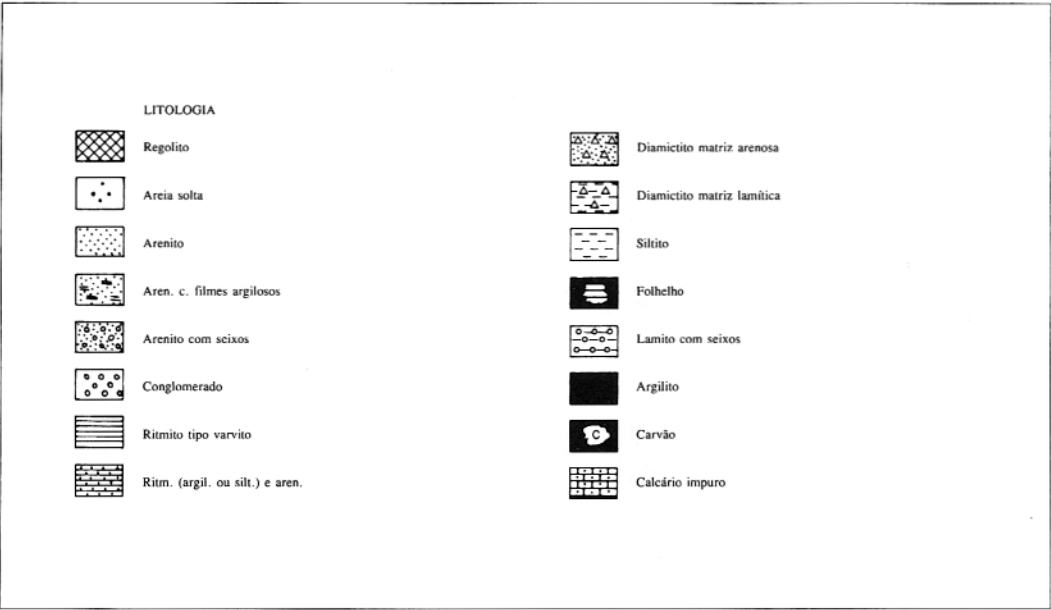 LITOLOGIA
Regolito
Areia solta
Arenito
Aren. c. filmes argilosos
Arenito com seixos
Conglomerado
Ritmito tipo varvito
Ritm. (argil. ou silt.) e aren.
Diamictito matriz arenosa
Diamictito matriz lamítica
Siltito
Folhelho
Lamito com seixos
Argilito
C
Carvão
Calcário impuro